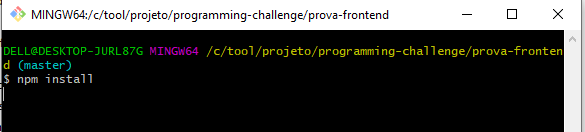 MINGW64:/c/tool/projeto/programming-challenge/prova-frontend
DELL@DESKTOP-JURL87G MINGW64 /c/tool/projeto/programming-challenge/prova-fronten
d (master)
$ npm install